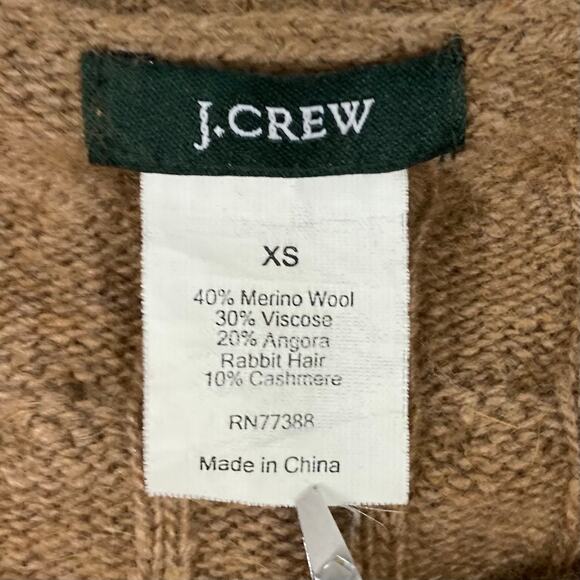 J.CREW
XS
40% Merino Wool
30% Viscose
20% Angora
Rabbit Hair
10% Cashmere
RN77388
Made in China